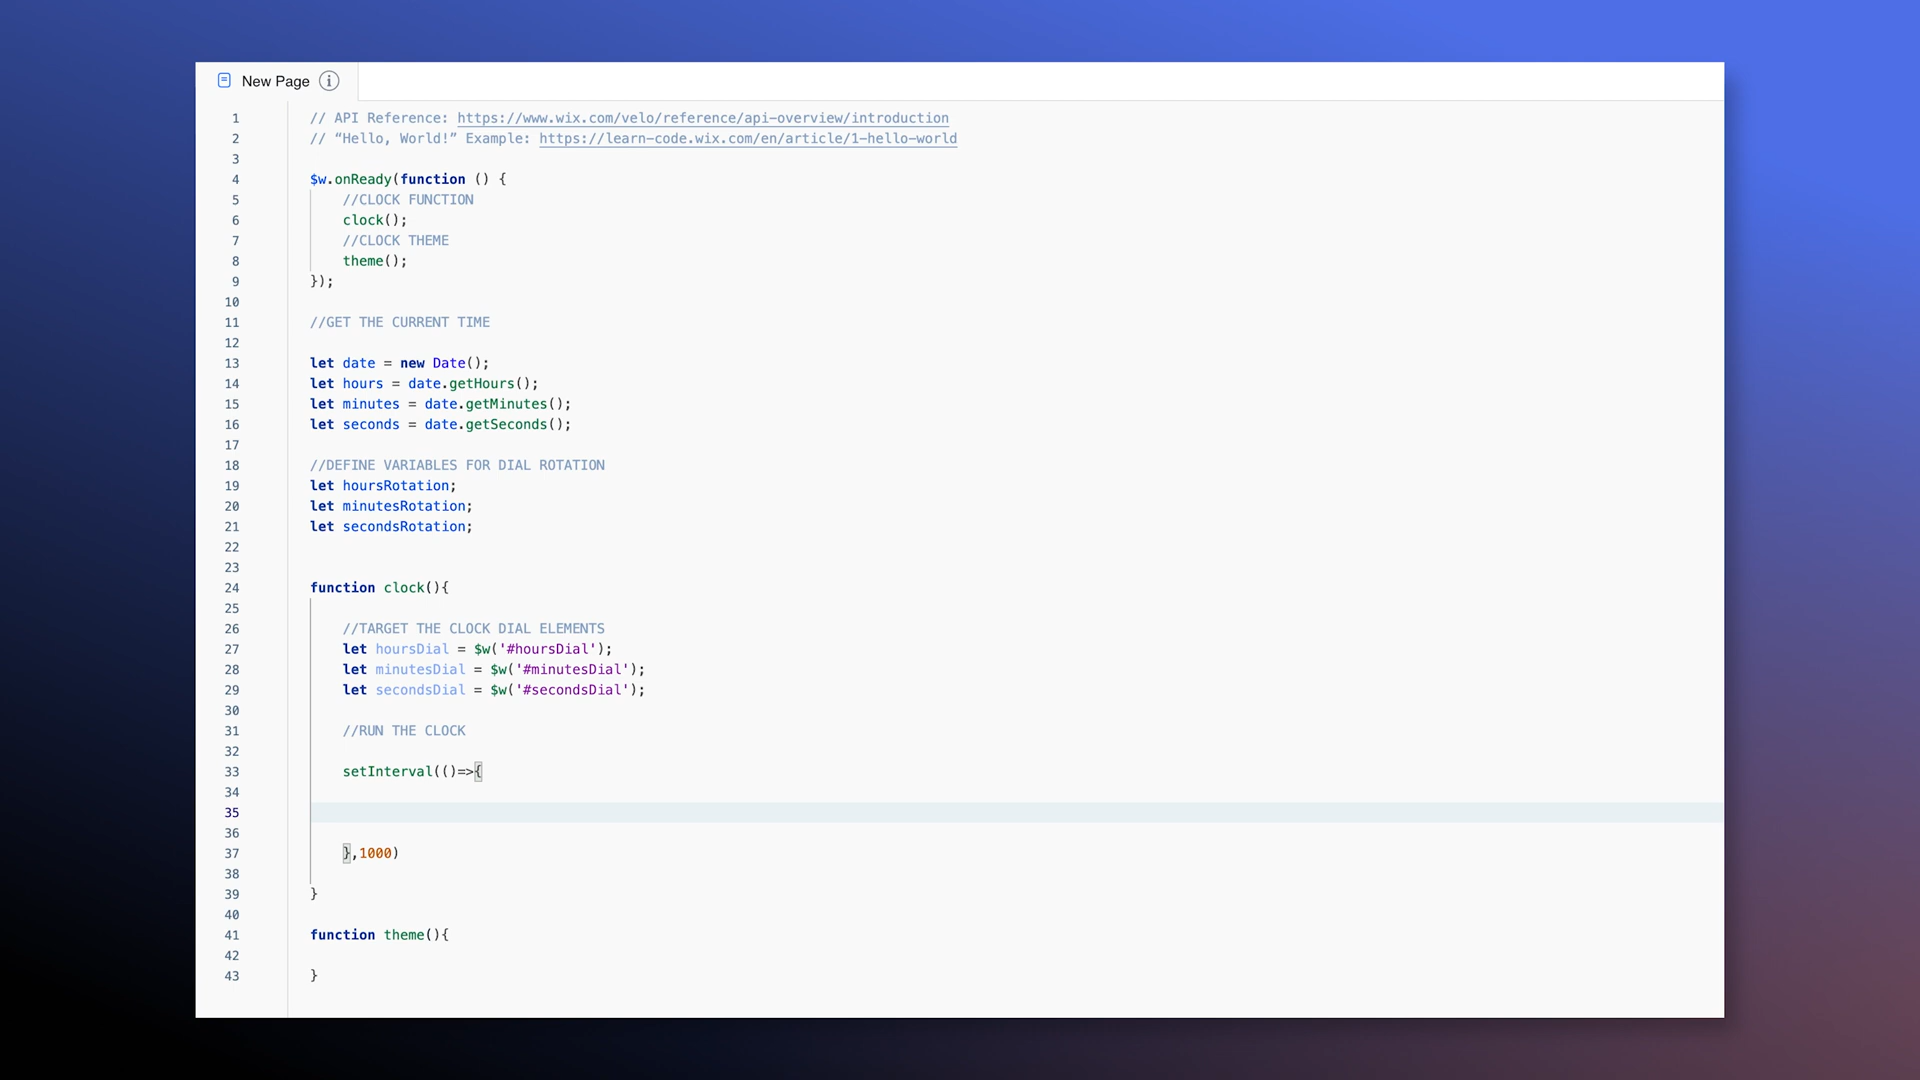 New Page
1 // API Reference: https://www.wix.com/velo/reference/api-overview/introduction
2 // “Hello, World!” Example: https://learn-code.wix.com/en/article/1-hello-world
3
4 $w.onReady(function () {
5 //CLOCK FUNCTION
6 clock();
7 //CLOCK THEME
8 theme();
9 });
10
11 //GET THE CURRENT TIME
12
13 let date = new Date();
14 let hours = date.getHours();
15 let minutes = date.getMinutes();
16 let seconds = date.getSeconds();
17
18 //DEFINE VARIABLES FOR DIAL ROTATION
19 let hoursRotation;
20 let minutesRotation;
21 let secondsRotation;
22
23
24 function clock(){
25
26 //TARGET THE CLOCK DIAL ELEMENTS
27 let hoursDial = $w('#hoursDial');
28 let minutesDial = $w('#minutesDial');
29 let secondsDial = $w('#secondsDial');
30
31 //RUN THE CLOCK
32
33 setInterval(()=>{
34
35
36
37 },1000)
38
39 }
40
41 function theme(){
42
43 }